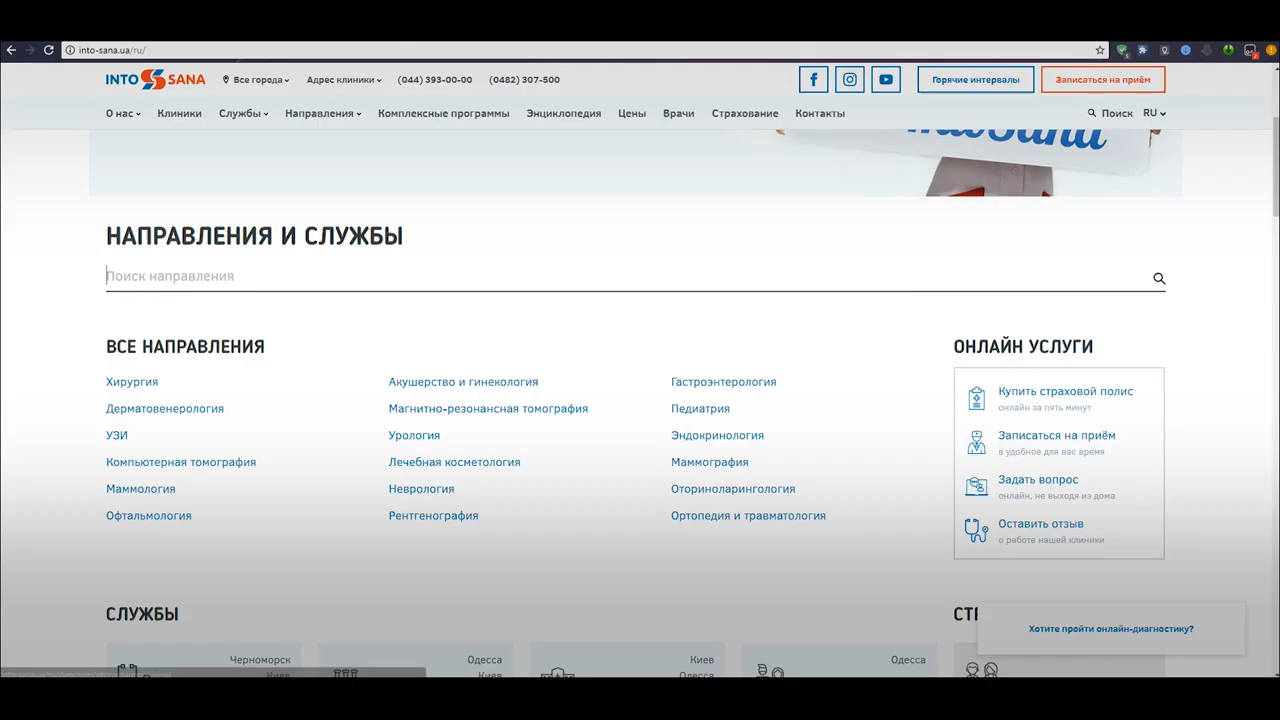 into-sana.ua/ru/
INTO SANA
Все города
Адрес клиники
(044) 393-00-00
(0482) 307-500
Горячие интервалы
Записаться на приём
О нас
Клиники
Службы
Направления
Комплексные программы
Энциклопедия
Цены
Врачи
Страхование
Контакты
Поиск
RU
НАПРАВЛЕНИЯ И СЛУЖБЫ
Поиск направления
ВСЕ НАПРАВЛЕНИЯ
Хирургия
Акушерство и гинекология
Гастроэнтерология
Дерматовенерология
Магнитно-резонансная томография
Педиатрия
УЗИ
Урология
Эндокринология
Компьютерная томография
Лечебная косметология
Маммография
Маммология
Неврология
Оториноларингология
Офтальмология
Рентгенография
Ортопедия и травматология
ОНЛАЙН УСЛУГИ
Купить страховой полис
онлайн за пять минут
Записаться на приём
в удобное для вас время
Задать вопрос
онлайн, не выходя из дома
Оставить отзыв
о работе нашей клиники
СЛУЖБЫ
Хотите пройти онлайн-диагностику?
Черноморск
Киев
Одесса
Киев
Киев
Одесса
Одесса